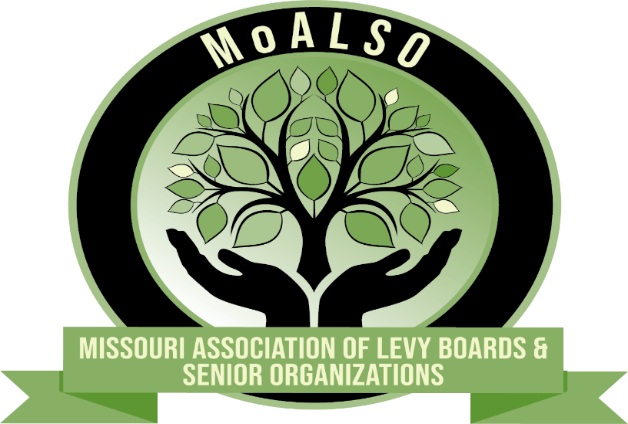 MoALSO
MISSOURI ASSOCIATION OF LEVY BOARDS &
SENIOR ORGANIZATIONS